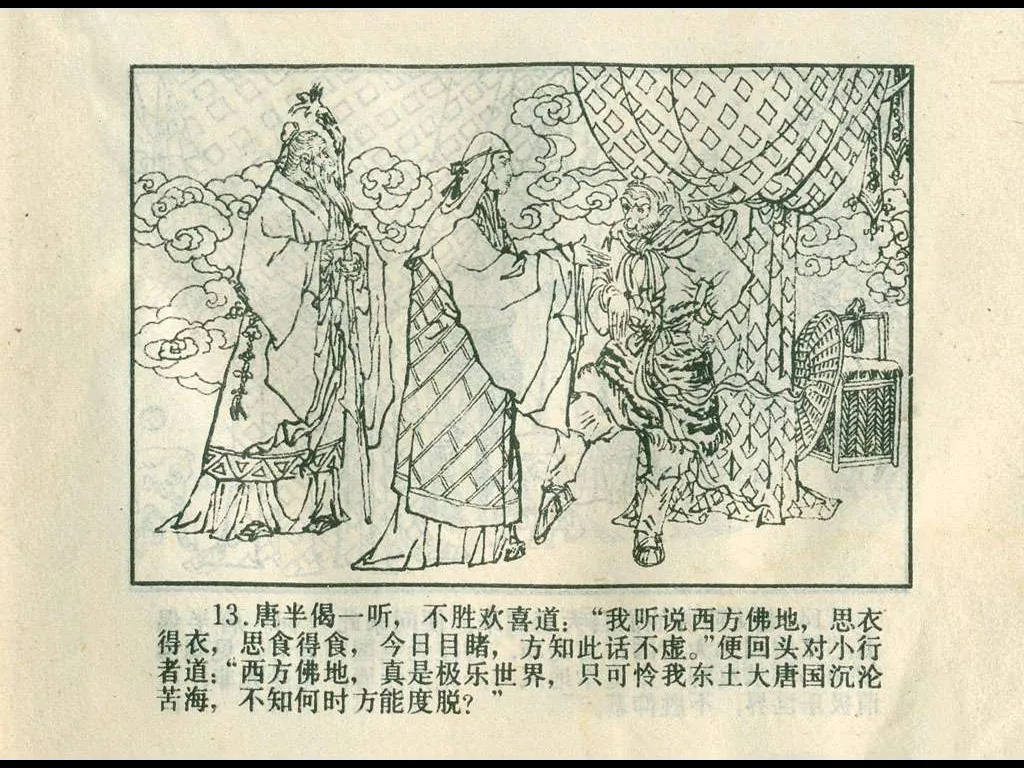 13.唐半偈一听，不胜欢喜道：“我听说西方佛地，思衣
得衣，思食得食，今日目睹，方知此话不虚。”便回头对小行
者道：“西方佛地，真是极乐世界，只可怜我东土大唐国沉沦
苦海，不知何时方能度脱？”